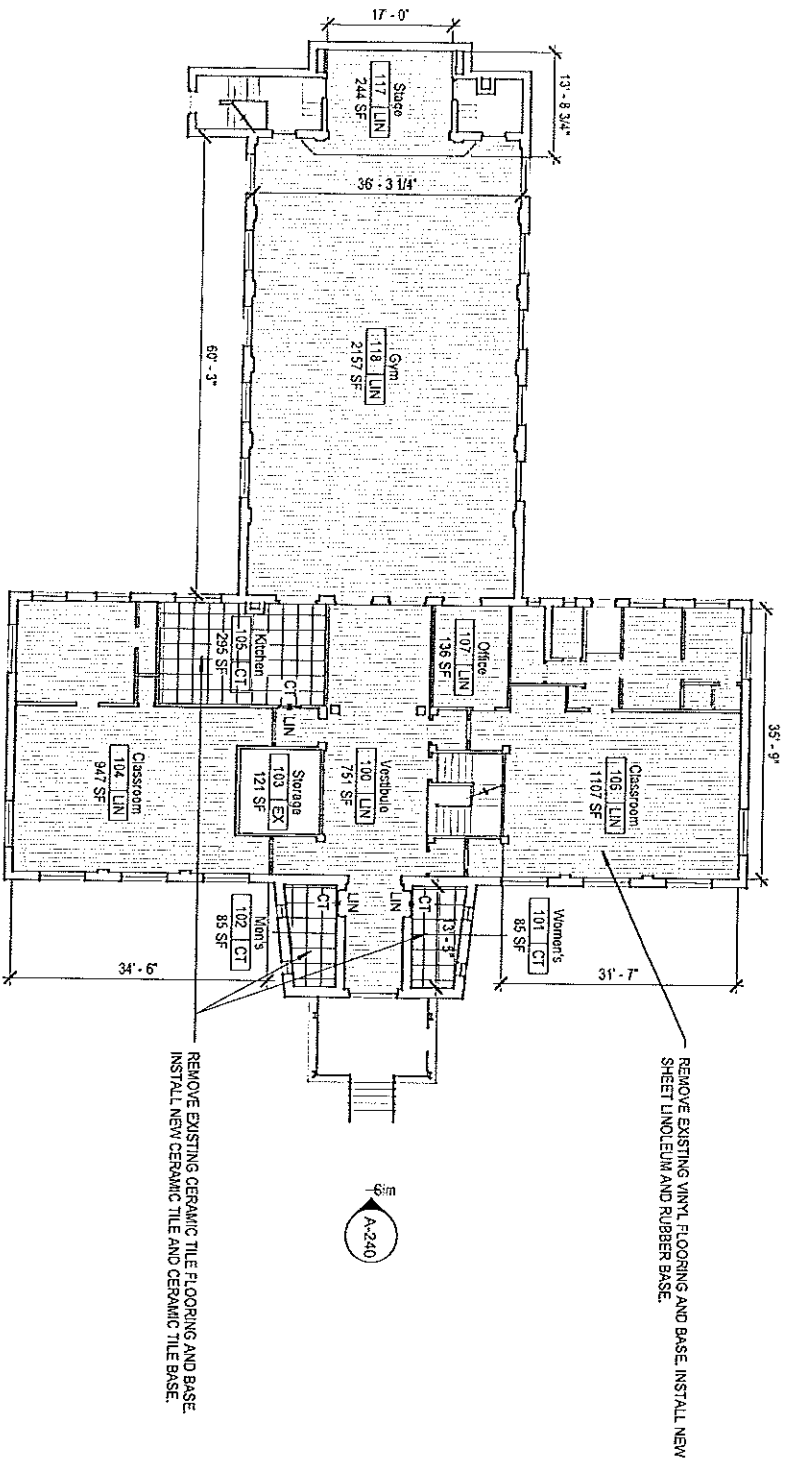 17' - 0"
13' - 8 3/4"
Stage
117 LIN
244 SF
36' - 3 1/4"
60' - 3"
Gym
118 LIN
2157 SF
35' - 9"
Office
107 LIN
136 SF
Kitchen
105 CT
295 SF
CT
LIN
Classroom
106 LIN
1107 SF
Vestibule
100 LIN
751 SF
Storage
103 EX
121 SF
Classroom
104 LIN
947 SF
LIN
CT
LIN
CT
13' - 5"
Women's
101 CT
85 SF
Men's
102 CT
85 SF
31' - 7"
34' - 6"
REMOVE EXISTING VINYL FLOORING AND BASE. INSTALL NEW
SHEET LINOLEUM AND RUBBER BASE.
REMOVE EXISTING CERAMIC TILE FLOORING AND BASE.
INSTALL NEW CERAMIC TILE AND CERAMIC TILE BASE.
Sim
A-240